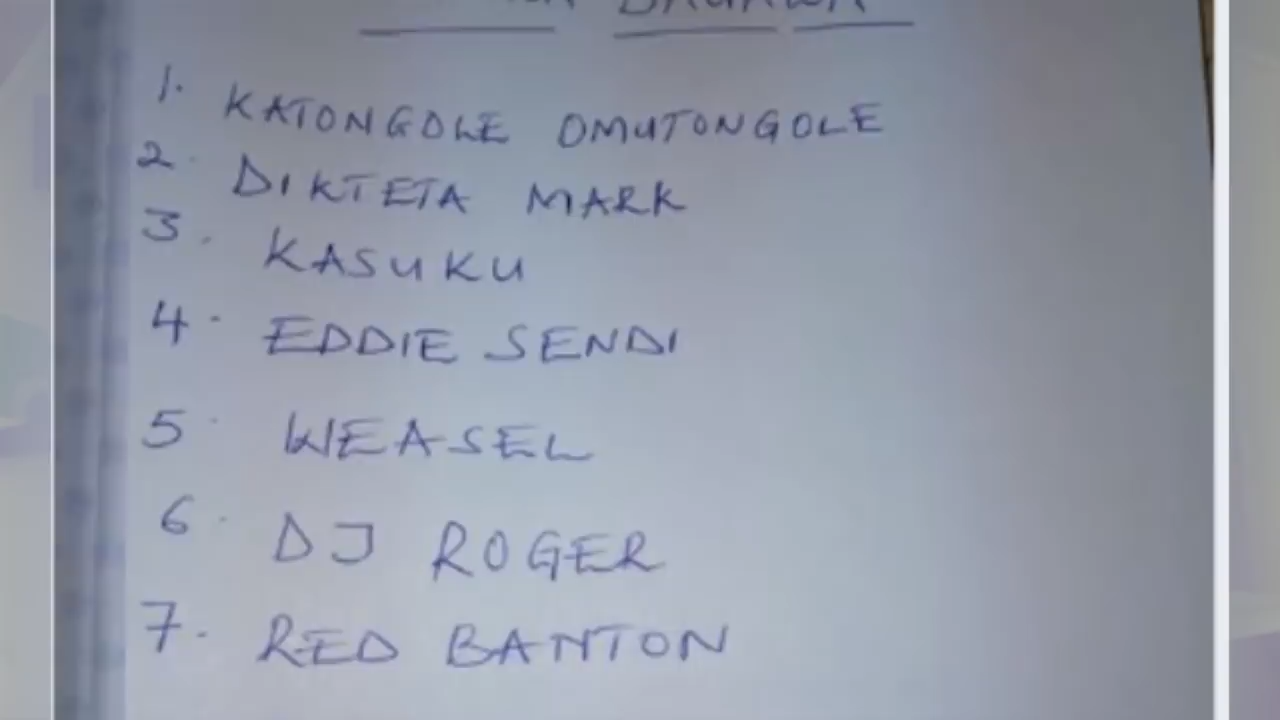 1. KATONGOLE OMUTONGOLE
2. DIKTETA MARK
3. KASUKU
4. EDDIE SENDI
5. WEASEL
6. DJ ROGER
7. RED BANTON